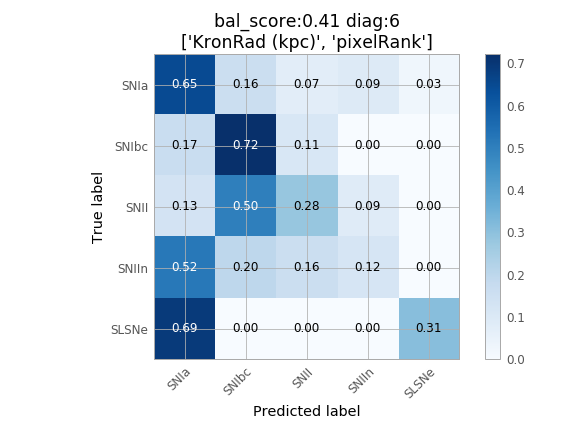 bal_score:0.41 diag:6
['KronRad (kpc)', 'pixelRank']
True label
SNIa 0.65 0.16 0.07 0.09 0.03
SNIbc 0.17 0.72 0.11 0.00 0.00
SNII 0.13 0.50 0.28 0.09 0.00
SNIIn 0.52 0.20 0.16 0.12 0.00
SLSNe 0.69 0.00 0.00 0.00 0.31
SNIa SNIbc SNII SNIIn SLSNe
Predicted label
0.7
0.6
0.5
0.4
0.3
0.2
0.1
0.0